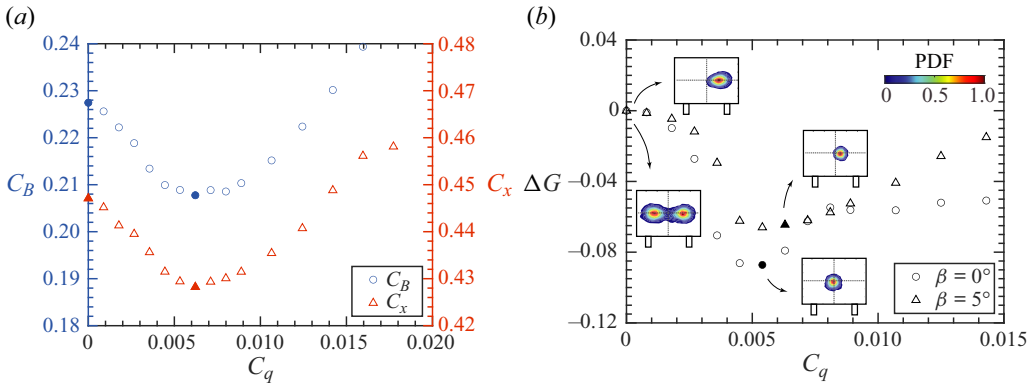 (a)
(b)
0.24
0.23
0.22
0.21
0.20
0.19
0.18
C_B
0.48
0.47
0.46
0.45
0.44
0.43
0.42
C_x
0
0.005
0.010
0.015
0.020
C_q
C_B
C_x
0.04
0
−0.04
−0.08
−0.12
ΔG
PDF
0 0.5 1.0
β = 0°
β = 5°
0
0.005
0.010
0.015
C_q